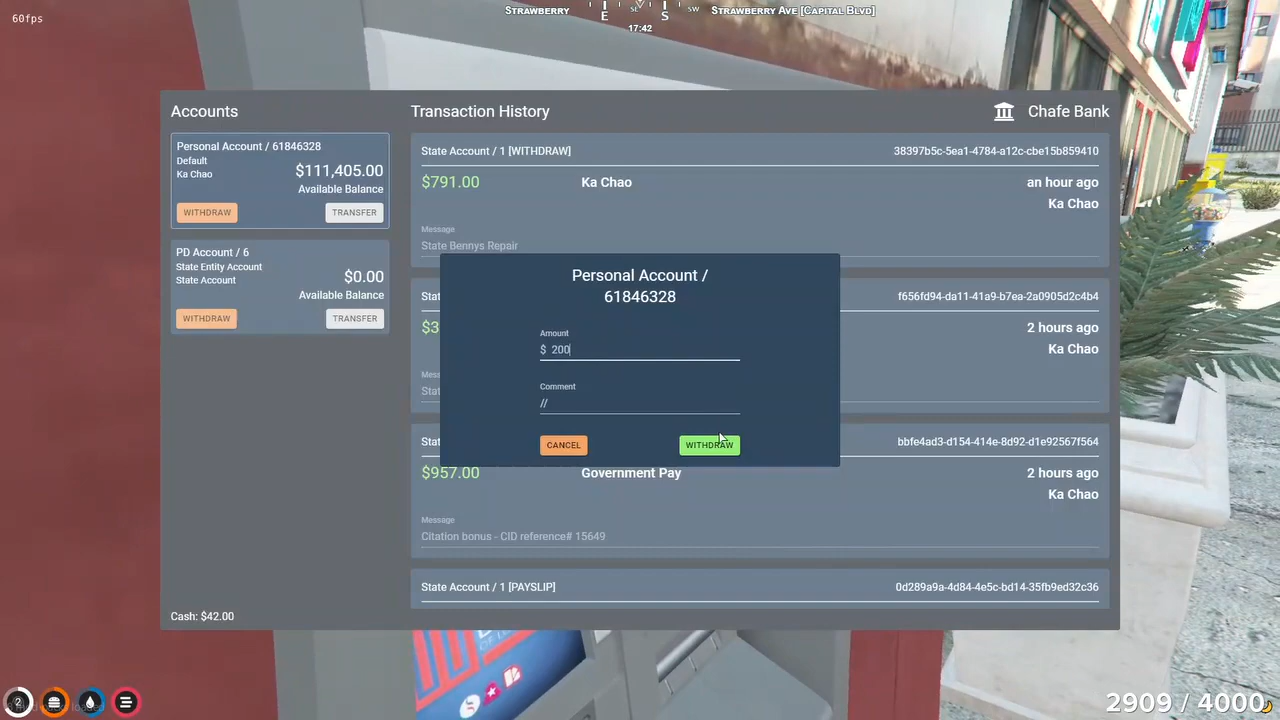 60fps
STRAWBERRY
E
SE
S
SW
STRAWBERRY AVE [CAPITAL BLVD]
17:42
Accounts
Personal Account / 61846328
Default
Ka Chao
$111,405.00
Available Balance
WITHDRAW
TRANSFER
PD Account / 6
State Entity Account
State Account
$0.00
Available Balance
WITHDRAW
TRANSFER
Cash: $42.00
Transaction History
Chafe Bank
State Account / 1 [WITHDRAW]
38397b5c-5ea1-4784-a12c-cbe15b859410
$791.00
Ka Chao
an hour ago
Ka Chao
Message
State Bennys Repair
f656fd94-da11-41a9-b7ea-2a0905d2c4b4
2 hours ago
Ka Chao
bbfe4ad3-d154-414e-8d92-d1e92567f564
$957.00
Government Pay
2 hours ago
Ka Chao
Message
Citation bonus - CID reference# 15649
State Account / 1 [PAYSLIP]
0d289a9a-4d84-4e5c-bd14-35fb9ed32c36
Personal Account /
61846328
Amount
$ 200
Comment
//
CANCEL
WITHDRAW
2
2909 / 4000